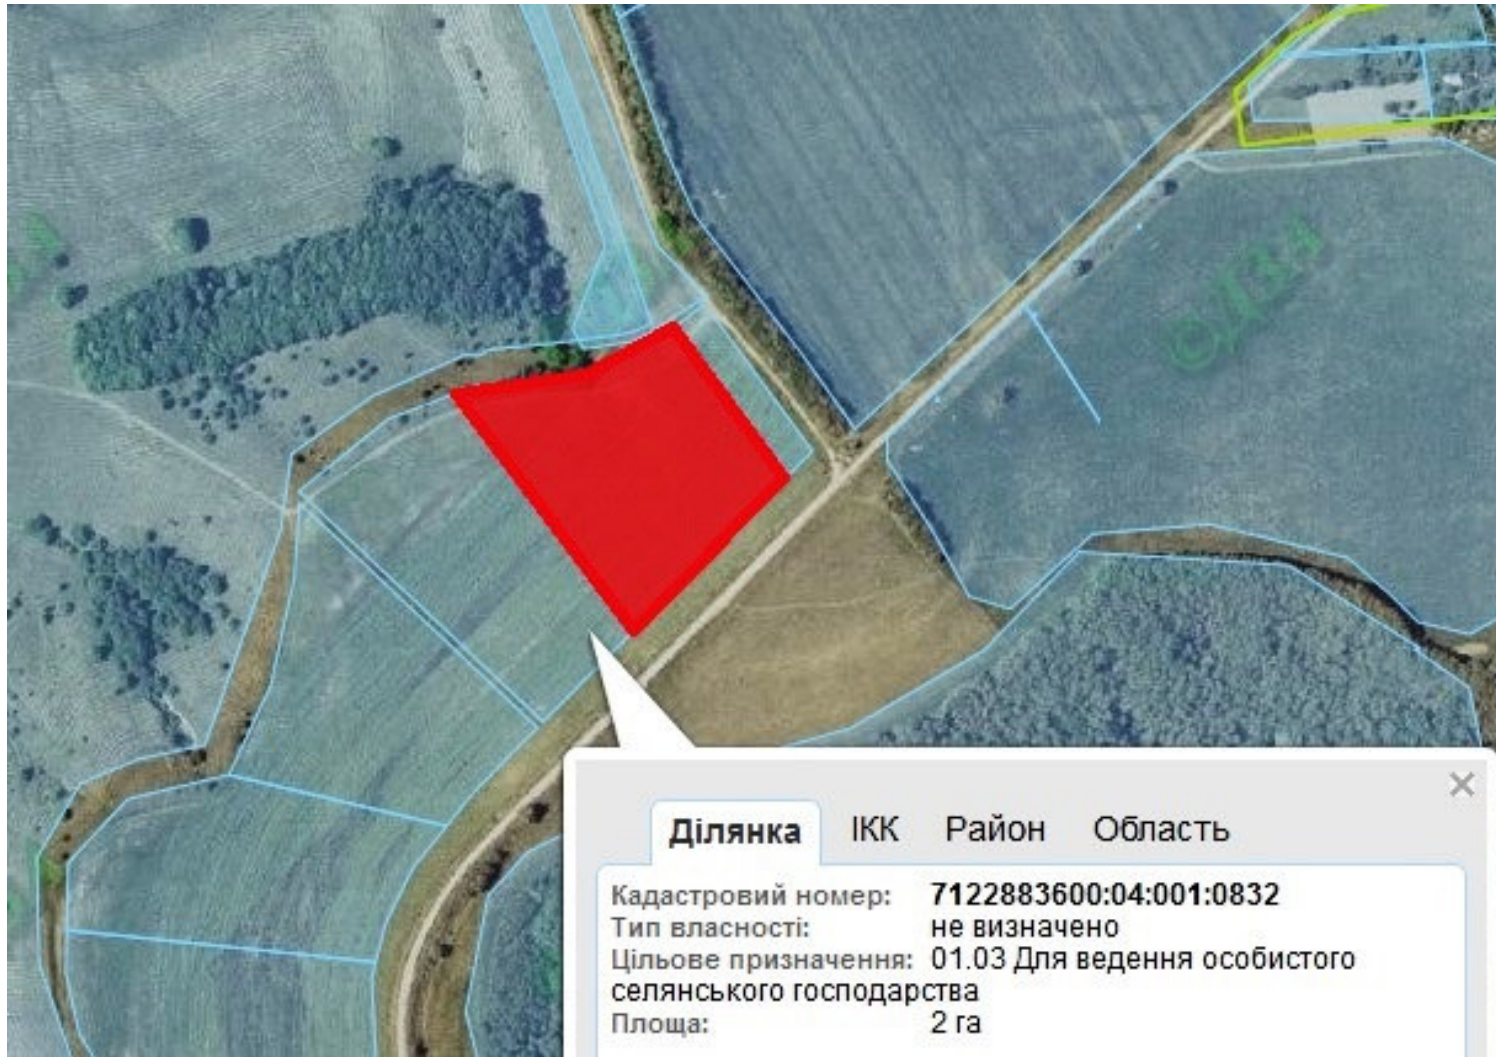 ©ДЗА
×
Ділянка ІКК Район Область
Кадастровий номер: 7122883600:04:001:0832
Тип власності: не визначено
Цільове призначення: 01.03 Для ведення особистого
селянського господарства
Площа: 2 га